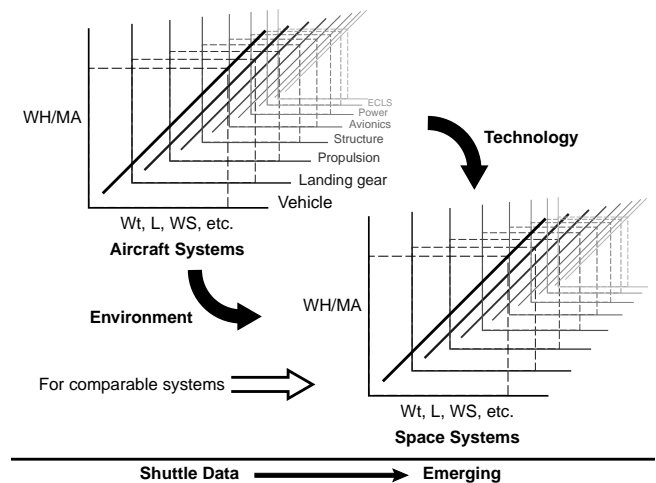 ECLS
Power
WH/MA
Avionics
Technology
Structure
Propulsion
Landing gear
Vehicle
Wt, L, WS, etc.
Aircraft Systems
WH/MA
Environment
For comparable systems
Wt, L, WS, etc.
Space Systems
Shuttle Data
Emerging